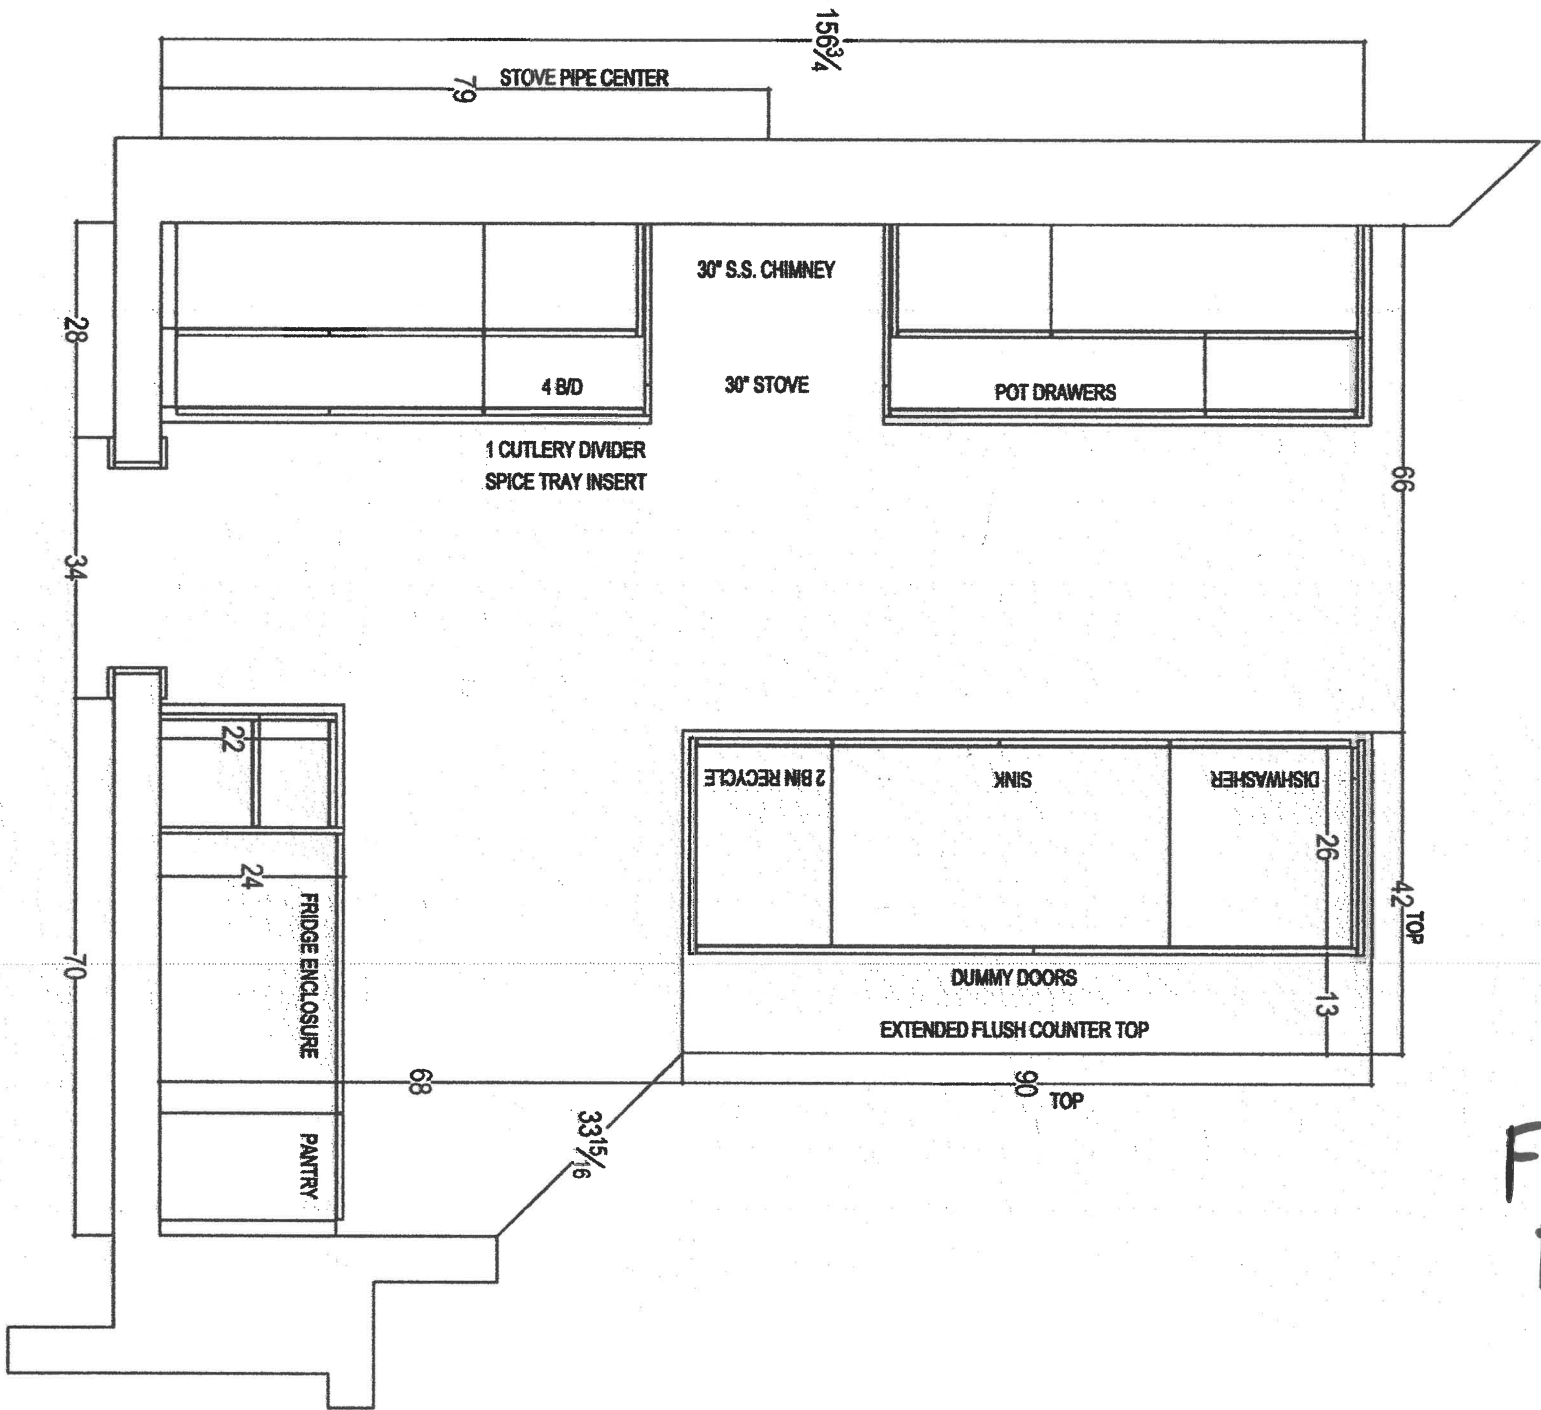 156 3/4
STOVE PIPE CENTER
79
30" S.S. CHIMNEY
28
4 B/D
30" STOVE
POT DRAWERS
1 CUTLERY DIVIDER
SPICE TRAY INSERT
66
34
22
2 BIN RECYCLE
SINK
DISHWASHER
26
24
42 TOP
FRIDGE ENCLOSURE
70
DUMMY DOORS
13
EXTENDED FLUSH COUNTER TOP
68
90 TOP
33 15/16
PANTRY